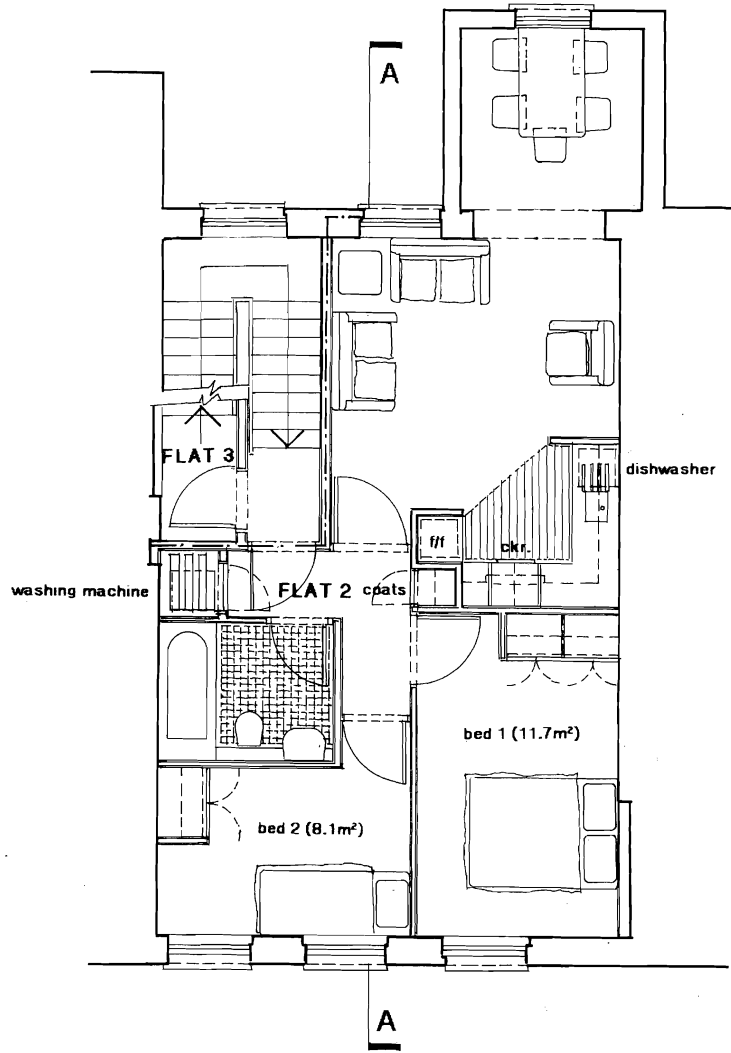 A
FLAT 3
dishwasher
f/f
ckr.
washing machine
FLAT 2
coats
bed 1 (11.7m²)
bed 2 (8.1m²)
A